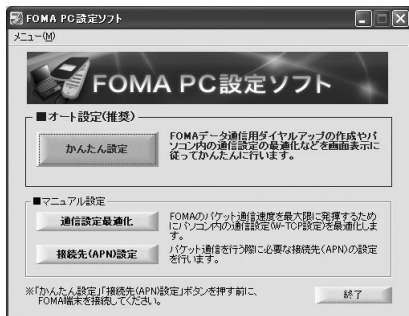 FOMA PC設定ソフト
メニュー(M)
FOMA PC設定ソフト
■オート設定(推奨)
かんたん設定
FOMAデータ通信用ダイヤルアップの作成やパ
ソコン内の通信設定の最適化などを画面表示に
従ってかんたんに行います。
■マニュアル設定
通信設定最適化
FOMAのパケット通信速度を最大限に発揮するため
にパソコン内の通信設定(W-TCP設定)を最適化しま
す。
接続先(APN)設定
パケット通信を行う際に必要な接続先(APN)の設定
を行います。
※「かんたん設定」「接続先(APN)設定」ボタンを押す前に、
FOMA端末を接続してください。
終了